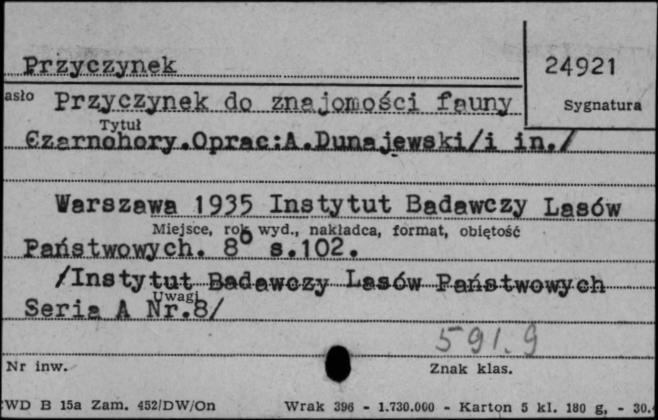 Przyczynek
24921
asło Przyczynek do znajomości fauny
Sygnatura
Tytuł
Czarnohory.Oprac:A.Dunajewski/i in./
Warszawa 1935 Instytut Badawczy Lasów
Miejsce, rok wyd., nakładca, format, obiętość
Państwowych. 8° s.102.
/Instytut Badawczy Lasów Państwowych
Uwagi
Seria A Nr.8/
591.9
Nr inw.
Znak klas.
WD B 15a Zam. 452/DW/On Wrak 396 - 1.730.000 - Karton 5 kl. 180 g, - 30.